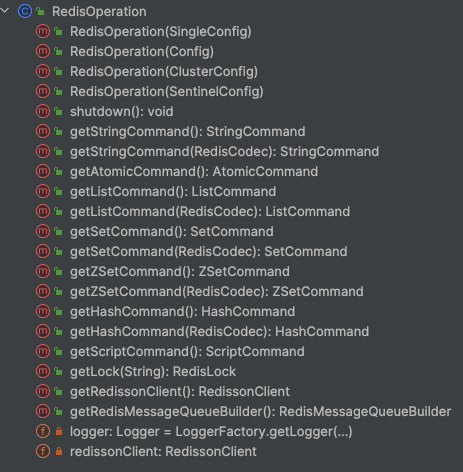 RedisOperation
RedisOperation(SingleConfig)
RedisOperation(Config)
RedisOperation(ClusterConfig)
RedisOperation(SentinelConfig)
shutdown(): void
getStringCommand(): StringCommand
getStringCommand(RedisCodec): StringCommand
getAtomicCommand(): AtomicCommand
getListCommand(): ListCommand
getListCommand(RedisCodec): ListCommand
getSetCommand(): SetCommand
getSetCommand(RedisCodec): SetCommand
getZSetCommand(): ZSetCommand
getZSetCommand(RedisCodec): ZSetCommand
getHashCommand(): HashCommand
getHashCommand(RedisCodec): HashCommand
getScriptCommand(): ScriptCommand
getLock(String): RedisLock
getRedissonClient(): RedissonClient
getRedisMessageQueueBuilder(): RedisMessageQueueBuilder
logger: Logger = LoggerFactory.getLogger(...)
redissonClient: RedissonClient